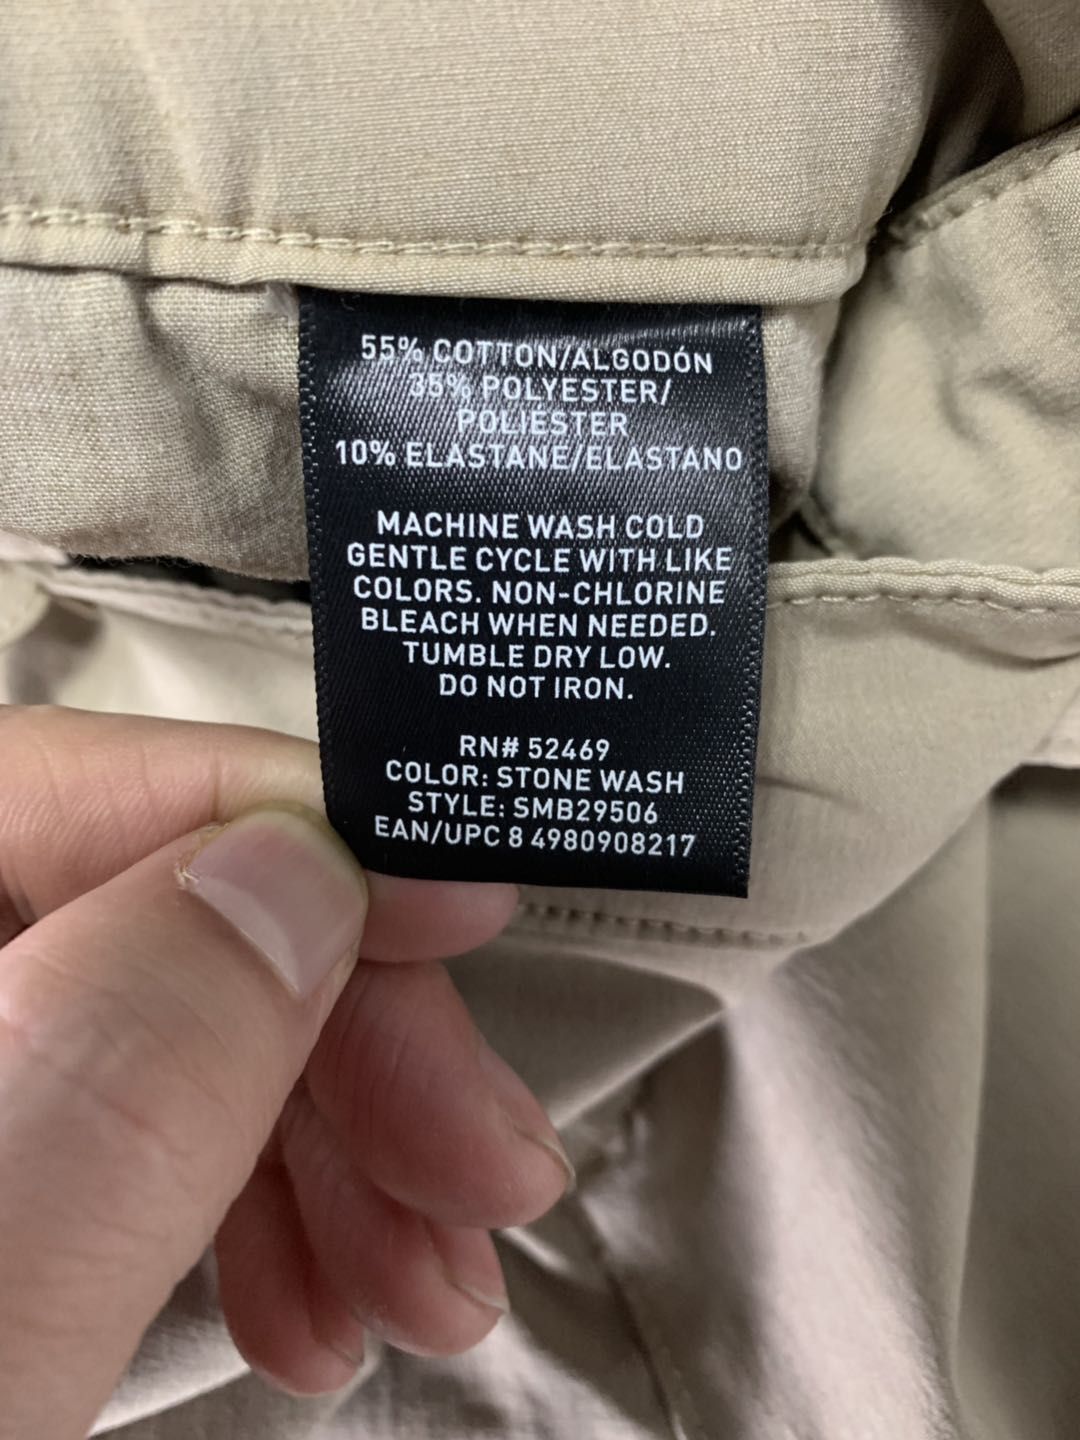 55% COTTON/ALGODÓN
35% POLYESTER/
POLIÉSTER
10% ELASTANE/ELASTANO
MACHINE WASH COLD
GENTLE CYCLE WITH LIKE
COLORS. NON-CHLORINE
BLEACH WHEN NEEDED.
TUMBLE DRY LOW.
DO NOT IRON.
RN# 52469
COLOR: STONE WASH
STYLE: SMB29506
EAN/UPC 8 4980908217